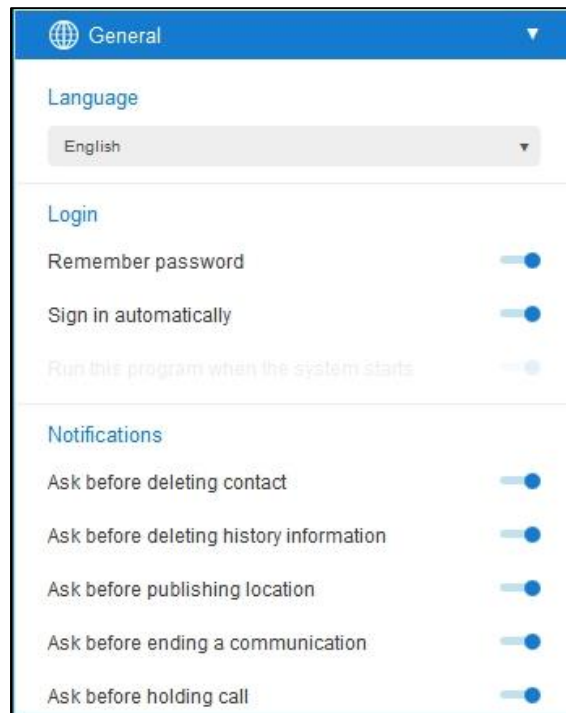 General
Language
English
Login
Remember password
Sign in automatically
Run this program when the system starts
Notifications
Ask before deleting contact
Ask before deleting history information
Ask before publishing location
Ask before ending a communication
Ask before holding call